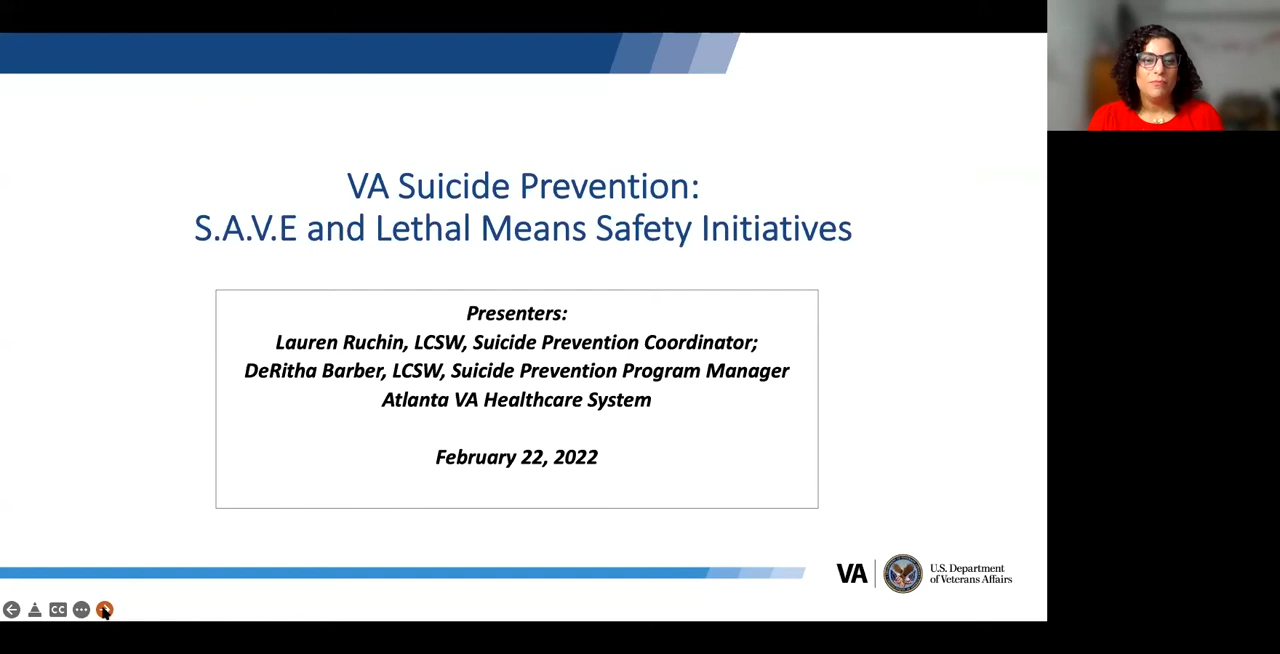 VA Suicide Prevention:
S.A.V.E and Lethal Means Safety Initiatives
Presenters:
Lauren Ruchin, LCSW, Suicide Prevention Coordinator;
DeRitha Barber, LCSW, Suicide Prevention Program Manager
Atlanta VA Healthcare System
February 22, 2022
VA
U.S. Department
of Veterans Affairs
CC